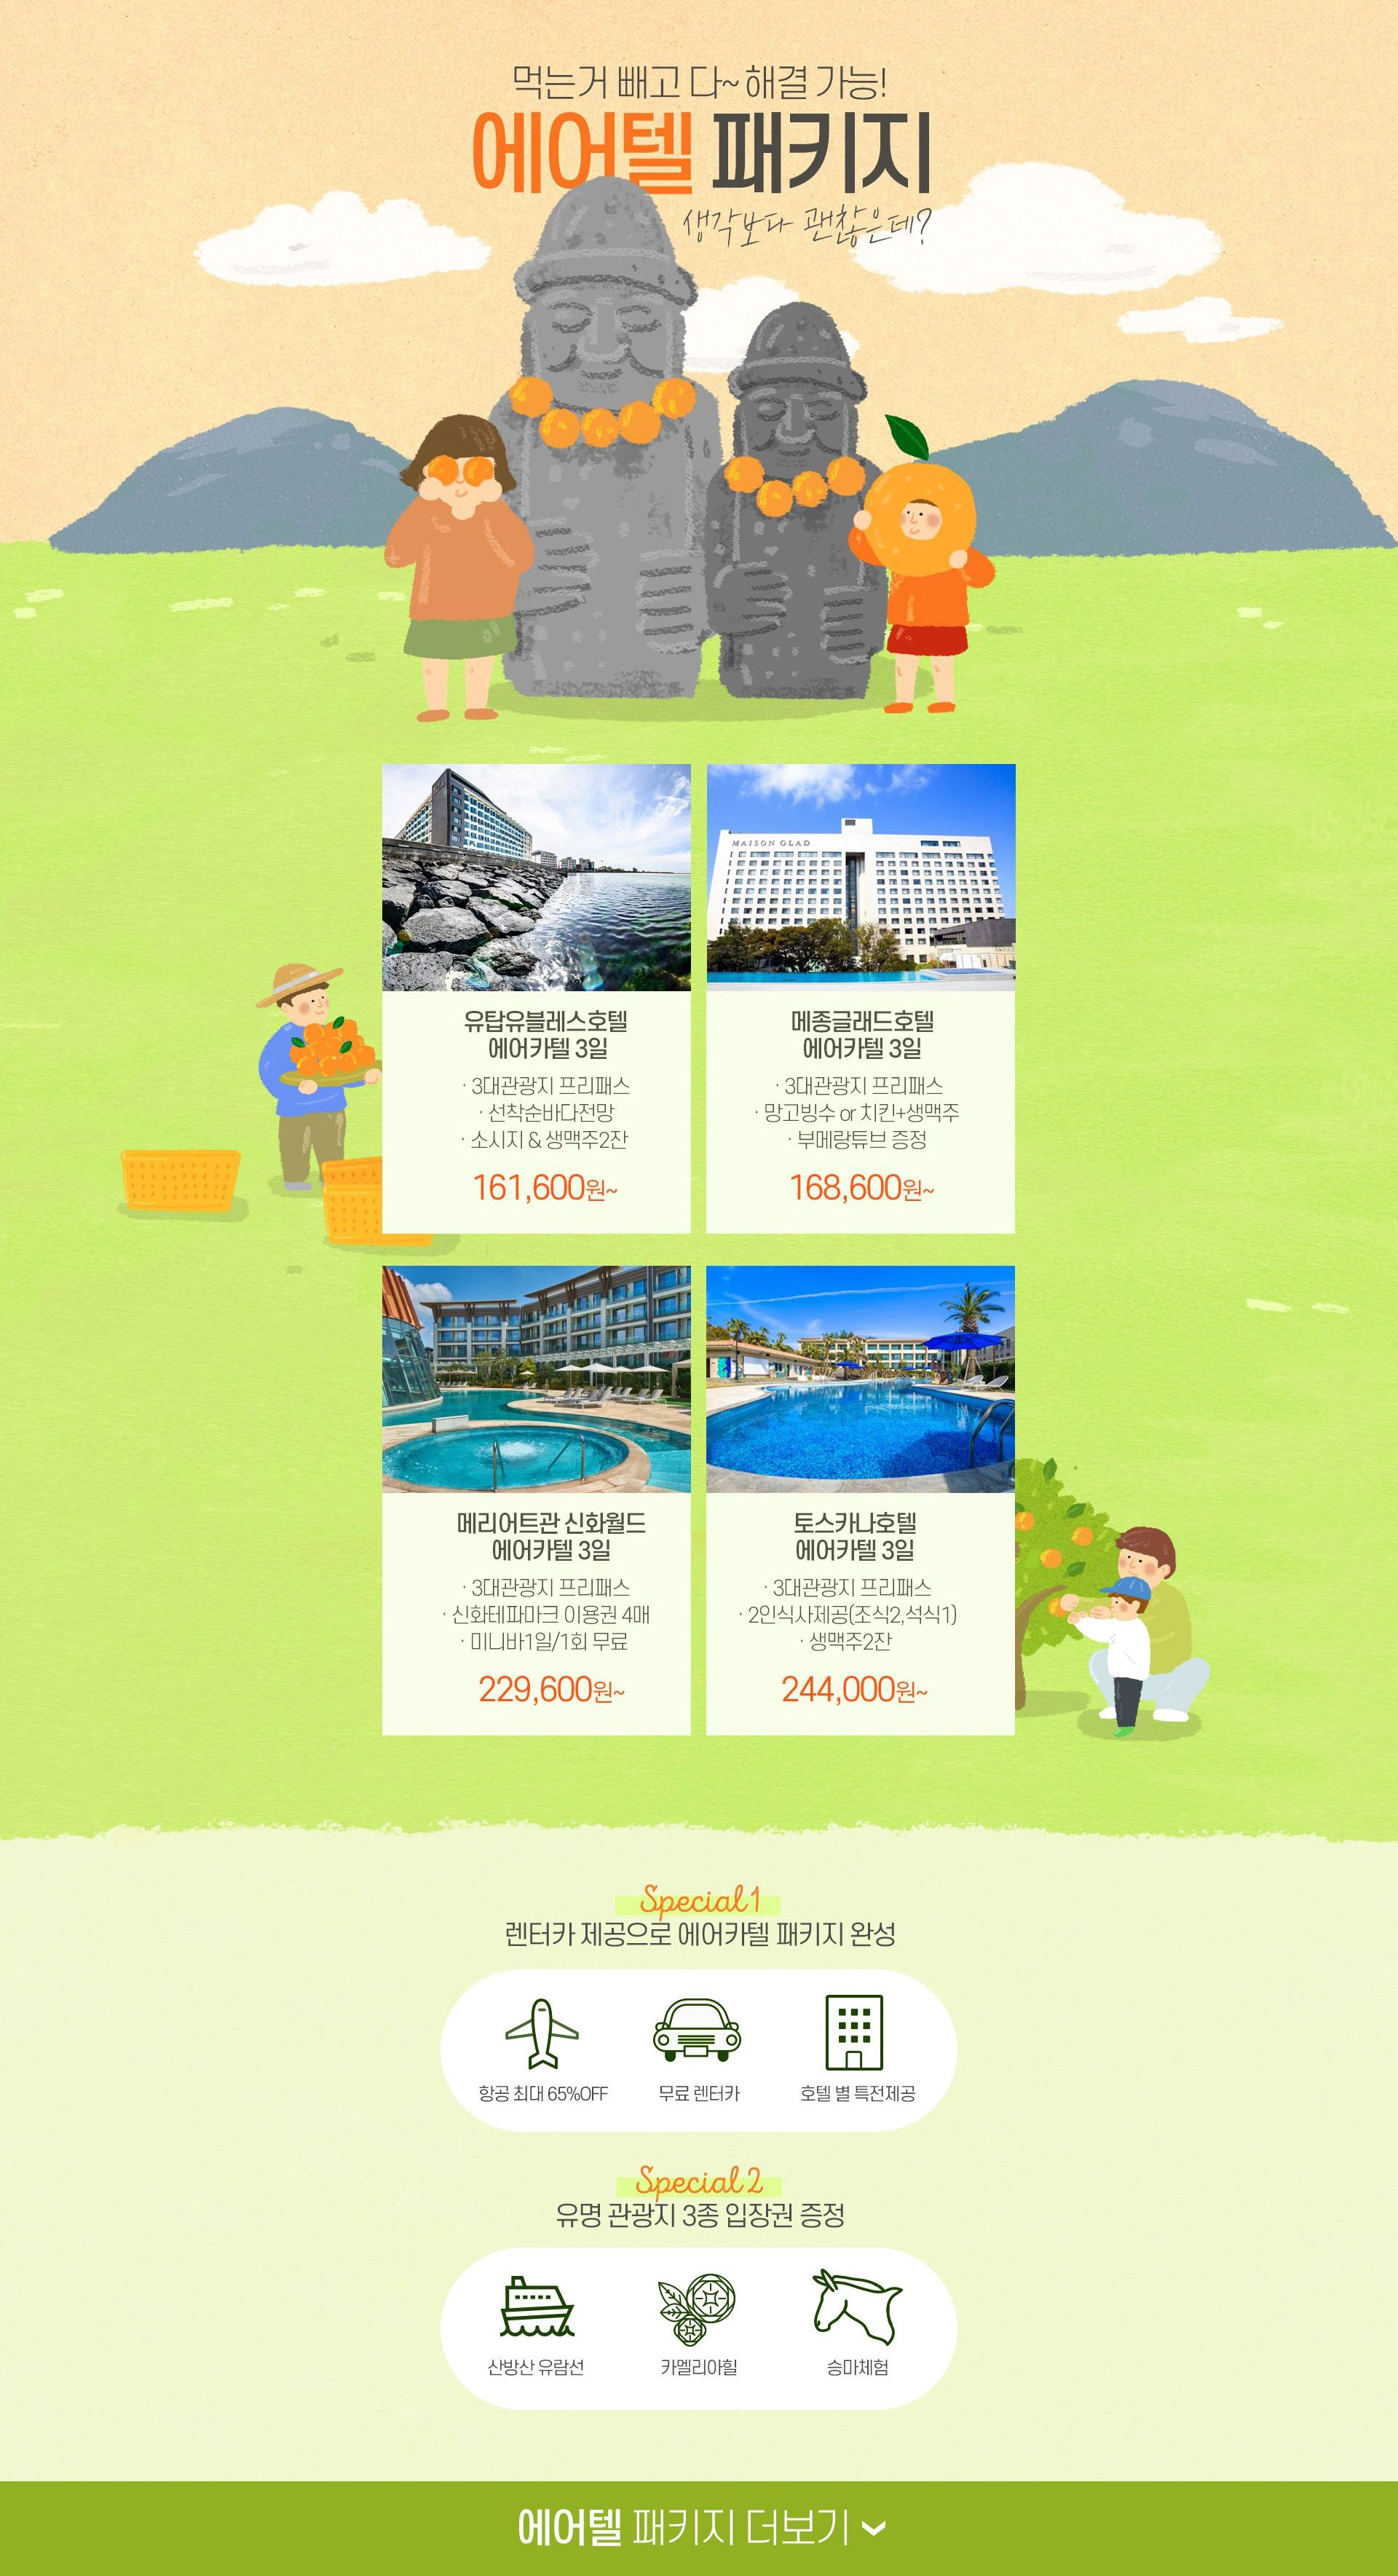 먹는거 빼고 다~ 해결 가능!
에어텔 패키지
생각보다 괜찮은데?
MAISON GLAD
유탑유블레스호텔
에어카텔 3일
· 3대관광지 프리패스
· 선착순바다전망
· 소시지 & 생맥주2잔
161,600원~
메종글래드호텔
에어카텔 3일
· 3대관광지 프리패스
· 망고빙수 or 치킨+생맥주
· 부메랑튜브 증정
168,600원~
메리어트관 신화월드
에어카텔 3일
· 3대관광지 프리패스
· 신화테파마크 이용권 4매
· 미니바1일/1회 무료
229,600원~
토스카나호텔
에어카텔 3일
· 3대관광지 프리패스
· 2인식사제공(조식2,석식1)
· 생맥주2잔
244,000원~
Special 1
렌터카 제공으로 에어카텔 패키지 완성
항공 최대 65%OFF
무료 렌터카
호텔 별 특전제공
Special 2
유명 관광지 3종 입장권 증정
산방산 유람선
카멜리아힐
승마체험
에어텔 패키지 더보기